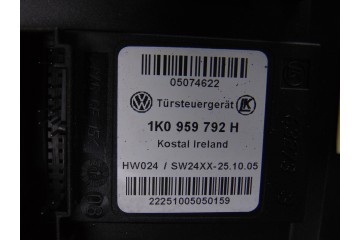 05074622
Türsteuergerät
1K0 959 792 H
Kostal Ireland
HW024 / SW24XX-25.10.05
22251005050159